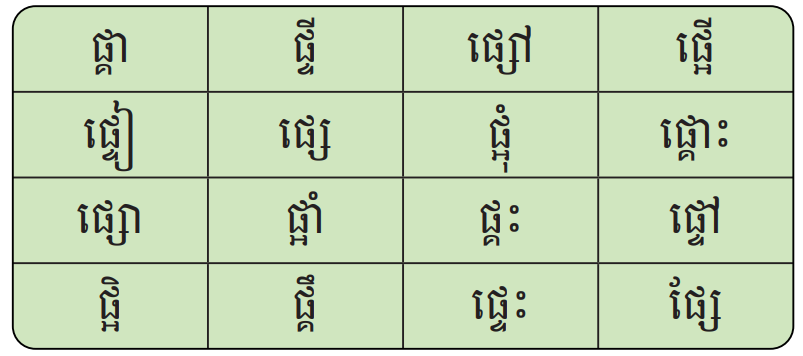 ផ្គា ផ្ទី ផ្សៅ ផ្អើ
ផ្ទៀ ផ្សេ ផ្អុំ ផ្គោះ
ផ្សោ ផ្អាំ ផ្គះ ផ្ទៅ
ផ្អិ ផ្គឹ ផ្ទេះ ផ្សែ